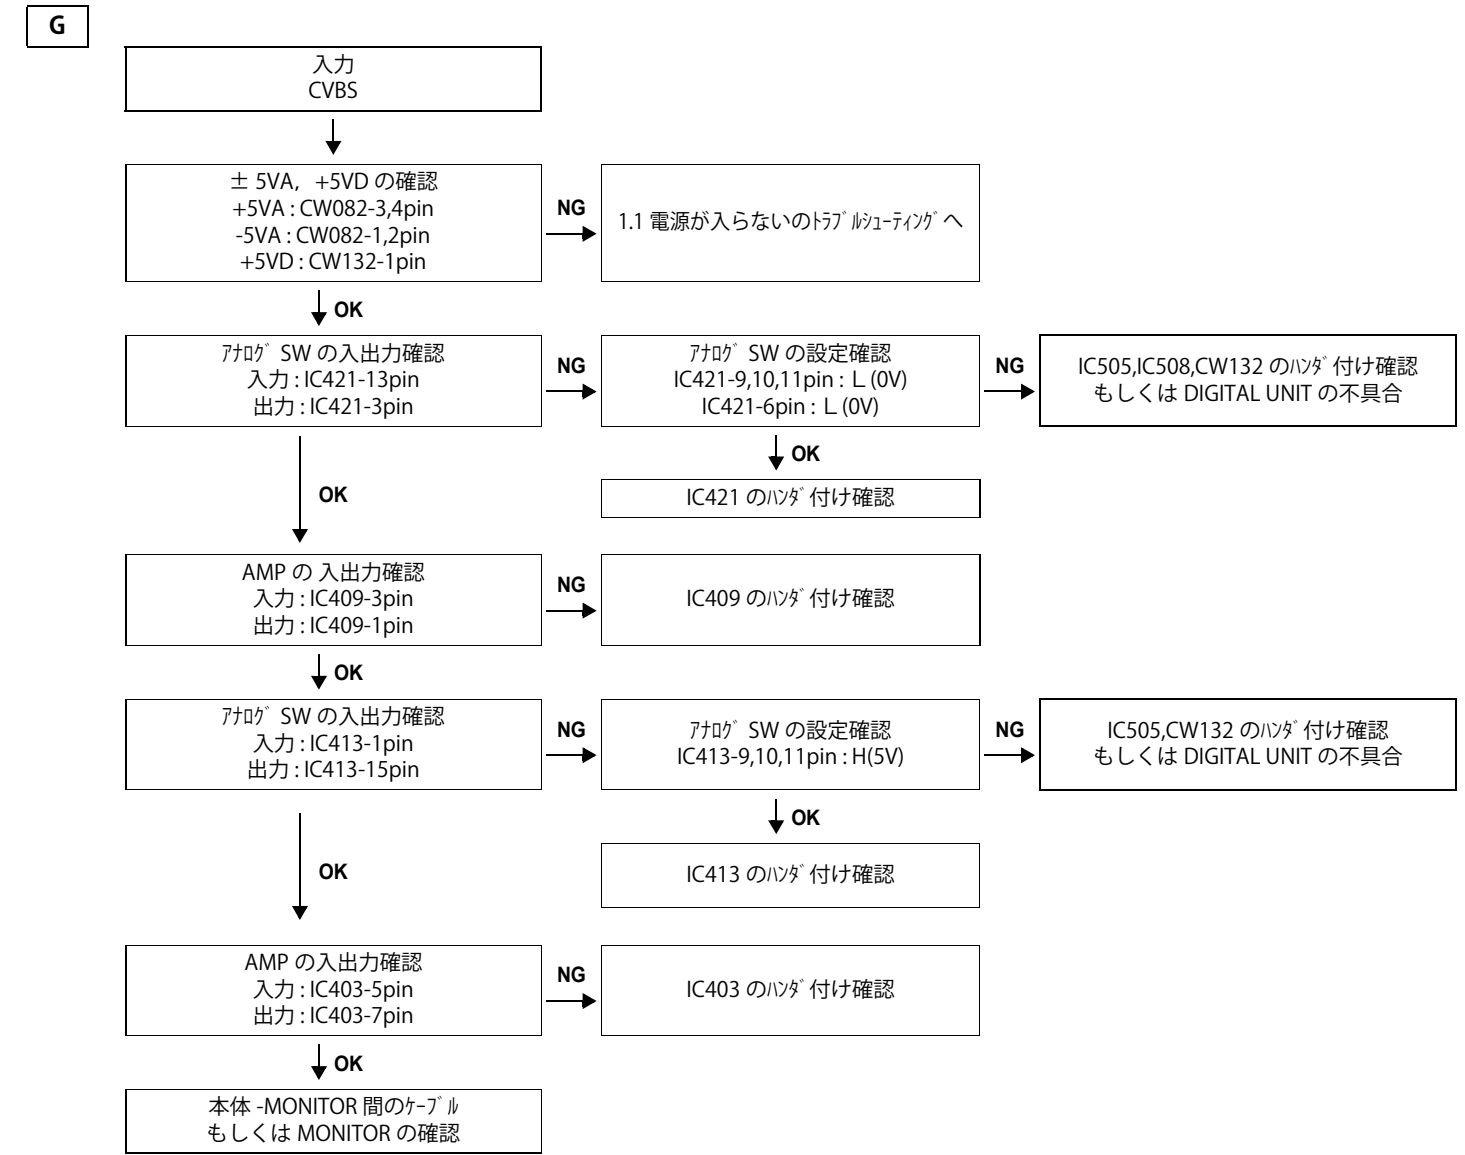 G
入力
CVBS
± 5VA, +5VD の確認
+5VA : CW082-3,4pin
-5VA : CW082-1,2pin
+5VD : CW132-1pin
NG
1.1 電源が入らないのﾄﾗﾌﾞﾙｼｭｰﾃｨﾝｸﾞへ
OK
ｱﾅﾛｸﾞ SW の入出力確認
入力 : IC421-13pin
出力 : IC421-3pin
NG
ｱﾅﾛｸﾞ SW の設定確認
IC421-9,10,11pin : L (0V)
IC421-6pin : L (0V)
NG
IC505,IC508,CW132 のﾊﾝﾀﾞ付け確認
もしくは DIGITAL UNIT の不具合
OK
IC421 のﾊﾝﾀﾞ付け確認
OK
AMP の 入出力確認
入力 : IC409-3pin
出力 : IC409-1pin
NG
IC409 のﾊﾝﾀﾞ付け確認
OK
ｱﾅﾛｸﾞ SW の入出力確認
入力 : IC413-1pin
出力 : IC413-15pin
NG
ｱﾅﾛｸﾞ SW の設定確認
IC413-9,10,11pin : H(5V)
NG
IC505,CW132 のﾊﾝﾀﾞ付け確認
もしくは DIGITAL UNIT の不具合
OK
IC413 のﾊﾝﾀﾞ付け確認
OK
AMP の入出力確認
入力 : IC403-5pin
出力 : IC403-7pin
NG
IC403 のﾊﾝﾀﾞ付け確認
OK
本体 -MONITOR 間のｹｰﾌﾞﾙ
もしくは MONITOR の確認